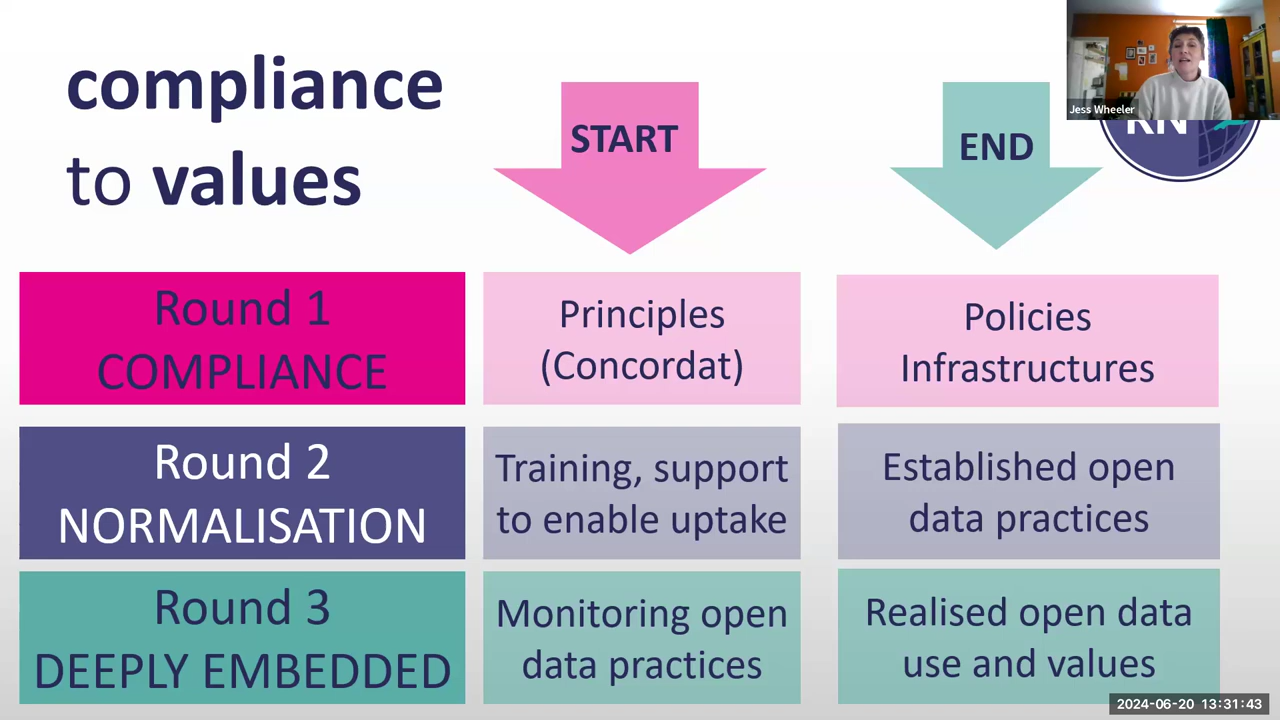 compliance
to values
START
END
Jess Wheeler
RN
Round 1
COMPLIANCE
Principles
(Concordat)
Policies
Infrastructures
Round 2
NORMALISATION
Training, support
to enable uptake
Established open
data practices
Round 3
DEEPLY EMBEDDED
Monitoring open
data practices
Realised open data
use and values
2024-06-20 13:31:43